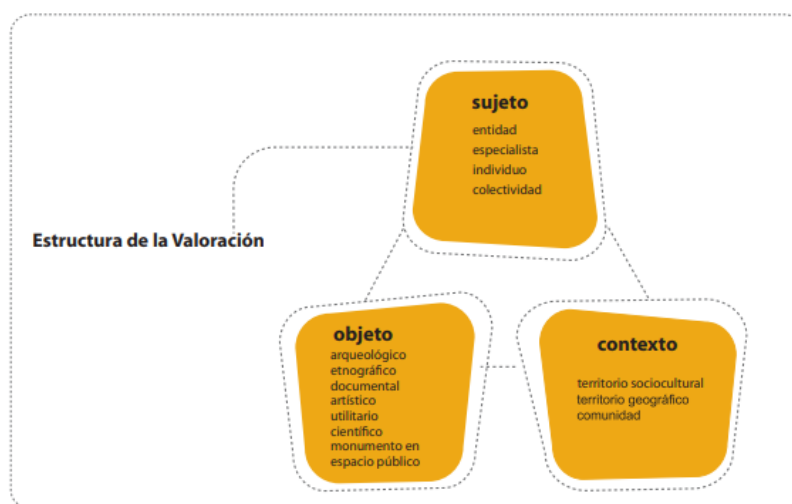 sujeto
entidad
especialista
individuo
colectividad
Estructura de la Valoración
objeto
arqueológico
etnográfico
documental
artístico
utilitario
científico
monumento en
espacio público
contexto
territorio sociocultural
territorio geográfico
comunidad